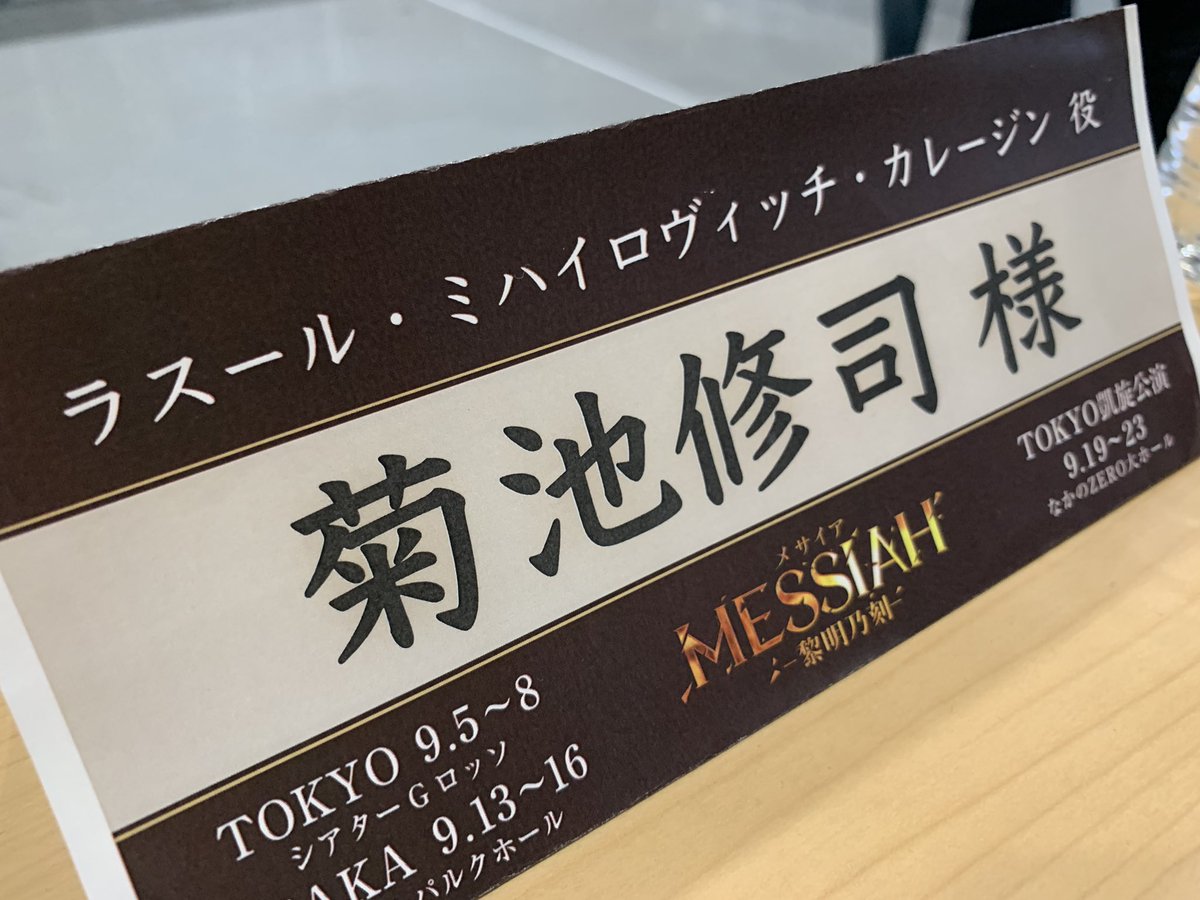 ラスール・ミハイロヴィッチ・カレージン 役
菊池修司 様
TOKYO 9.5~8
シアターGロッソ
AKA 9.13~16
パルクホール
メサイア
MESSIAH
―黎明乃刻―
TOKYO凱旋公演
9.19~23
なかのZERO大ホール